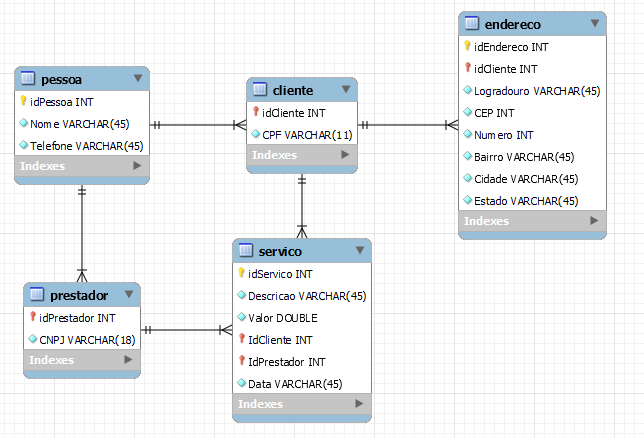 pessoa
idPessoa INT
Nome VARCHAR(45)
Telefone VARCHAR(45)
Indexes
cliente
idCliente INT
CPF VARCHAR(11)
Indexes
endereco
idEndereco INT
idCliente INT
Logradouro VARCHAR(45)
CEP INT
Numero INT
Bairro VARCHAR(45)
Cidade VARCHAR(45)
Estado VARCHAR(45)
Indexes
prestador
idPrestador INT
CNPJ VARCHAR(18)
Indexes
servico
idServico INT
Descricao VARCHAR(45)
Valor DOUBLE
IdCliente INT
IdPrestador INT
Data VARCHAR(45)
Indexes